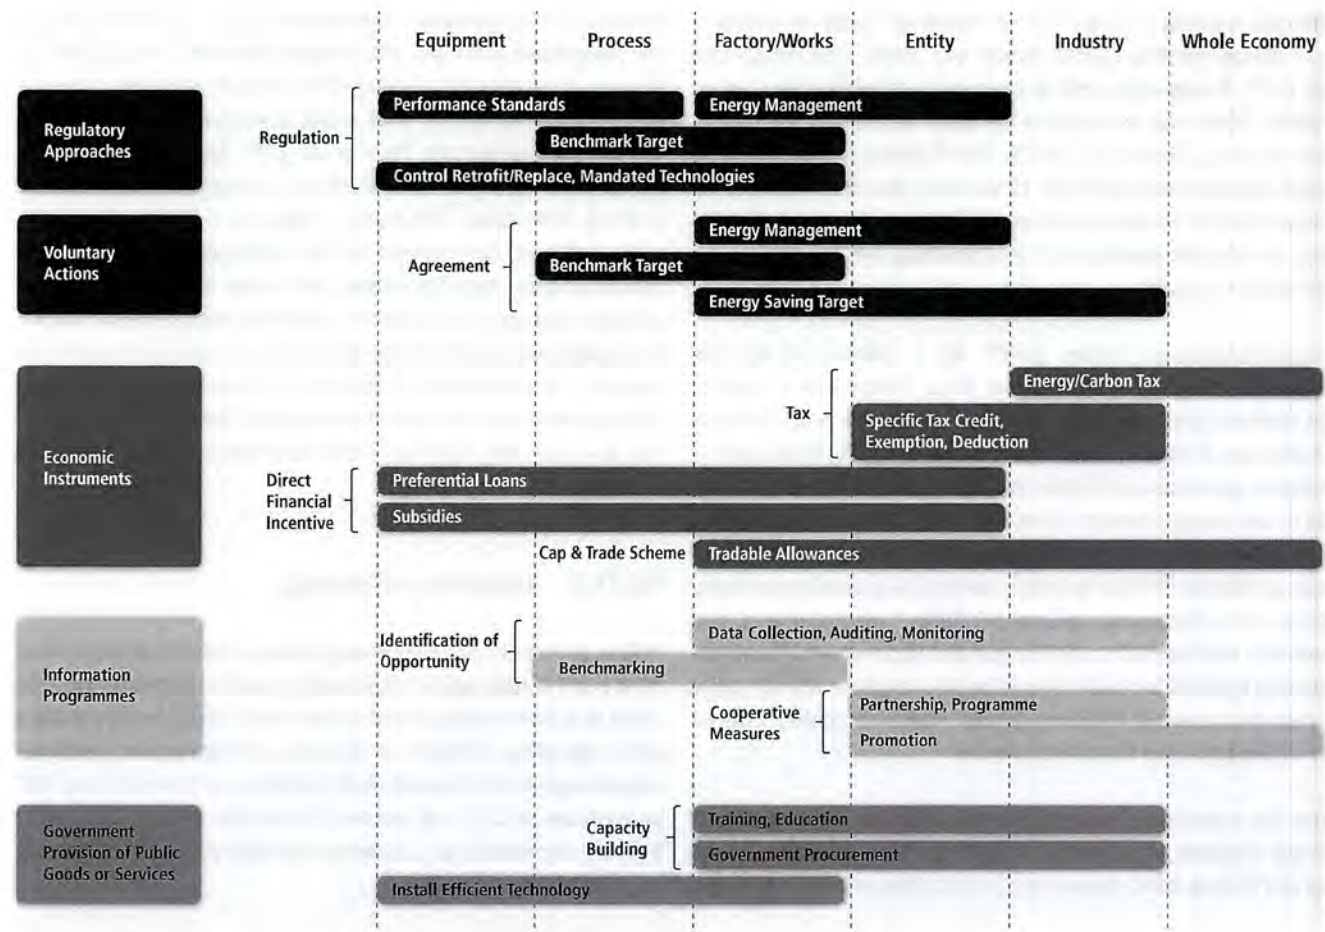 Equipment Process Factory/Works Entity Industry Whole Economy
Regulatory
Approaches
Regulation
Performance Standards
Energy Management
Benchmark Target
Control Retrofit/Replace, Mandated Technologies
Voluntary
Actions
Agreement
Energy Management
Benchmark Target
Energy Saving Target
Economic
Instruments
Tax
Energy/Carbon Tax
Specific Tax Credit,
Exemption, Deduction
Direct
Financial
Incentive
Preferential Loans
Subsidies
Cap & Trade Scheme
Tradable Allowances
Information
Programmes
Identification of
Opportunity
Data Collection, Auditing, Monitoring
Benchmarking
Cooperative
Measures
Partnership, Programme
Promotion
Government
Provision of Public
Goods or Services
Capacity
Building
Training, Education
Government Procurement
Install Efficient Technology